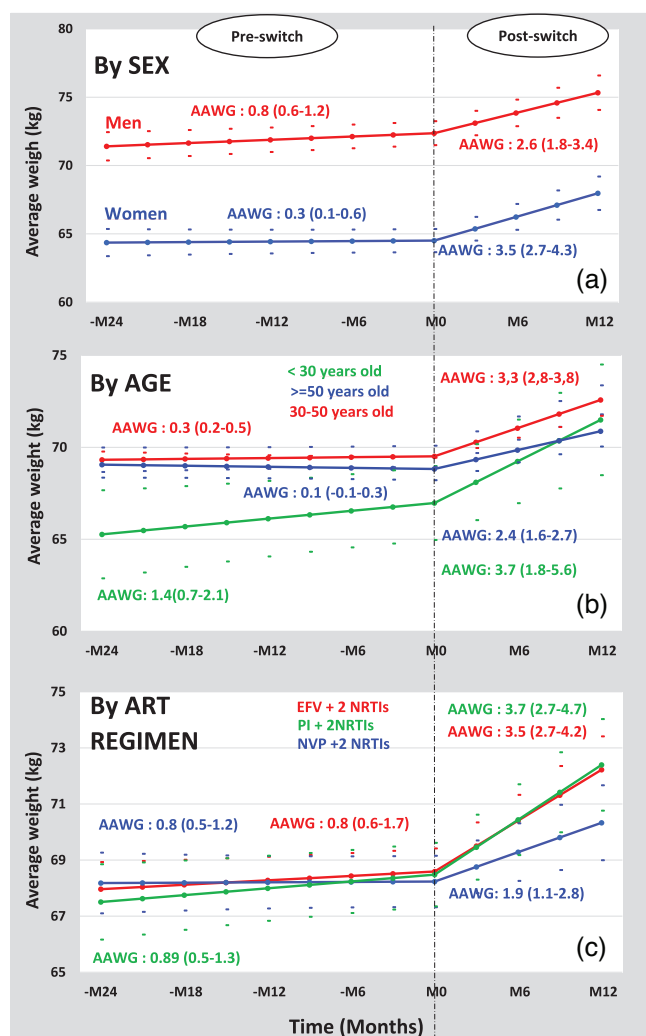 Pre-switch
Post-switch
By SEX
Average weigh (kg)
80
75
70
65
60
Men
AAWG : 0.8 (0.6-1.2)
AAWG : 2.6 (1.8-3.4)
Women
AAWG : 0.3 (0.1-0.6)
AAWG : 3.5 (2.7-4.3)
(a)
-M24 -M18 -M12 -M6 M0 M6 M12
By AGE
Average weight (kg)
75
70
65
60
< 30 years old
>=50 years old
30-50 years old
AAWG : 3,3 (2,8-3,8)
AAWG : 0.3 (0.2-0.5)
AAWG : 0.1 (-0.1-0.3)
AAWG : 2.4 (1.6-2.7)
AAWG: 3.7 (1.8-5.6)
AAWG: 1.4(0.7-2.1)
(b)
-M24 -M18 -M12 -M6 M0 M6 M12
By ART
REGIMEN
Average weight (kg)
75
73
71
69
67
65
EFV + 2 NRTIs
PI + 2NRTIs
NVP +2 NRTIs
AAWG : 3.7 (2.7-4.7)
AAWG : 3.5 (2.7-4.2)
AAWG : 0.8 (0.5-1.2)
AAWG : 0.8 (0.6-1.7)
AAWG : 1.9 (1.1-2.8)
AAWG : 0.89 (0.5-1.3)
(c)
-M24 -M18 -M12 -M6 M0 M6 M12
Time (Months)